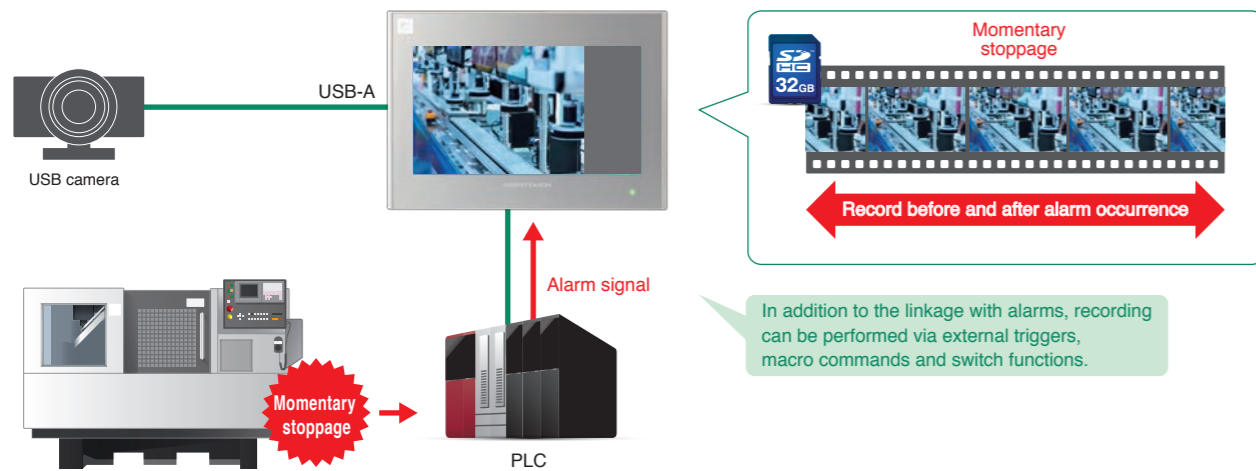 USB-A
USB camera
Momentary
stoppage
SD
HC
32GB
Record before and after alarm occurrence
Alarm signal
In addition to the linkage with alarms, recording
can be performed via external triggers,
macro commands and switch functions.
Momentary
stoppage
PLC